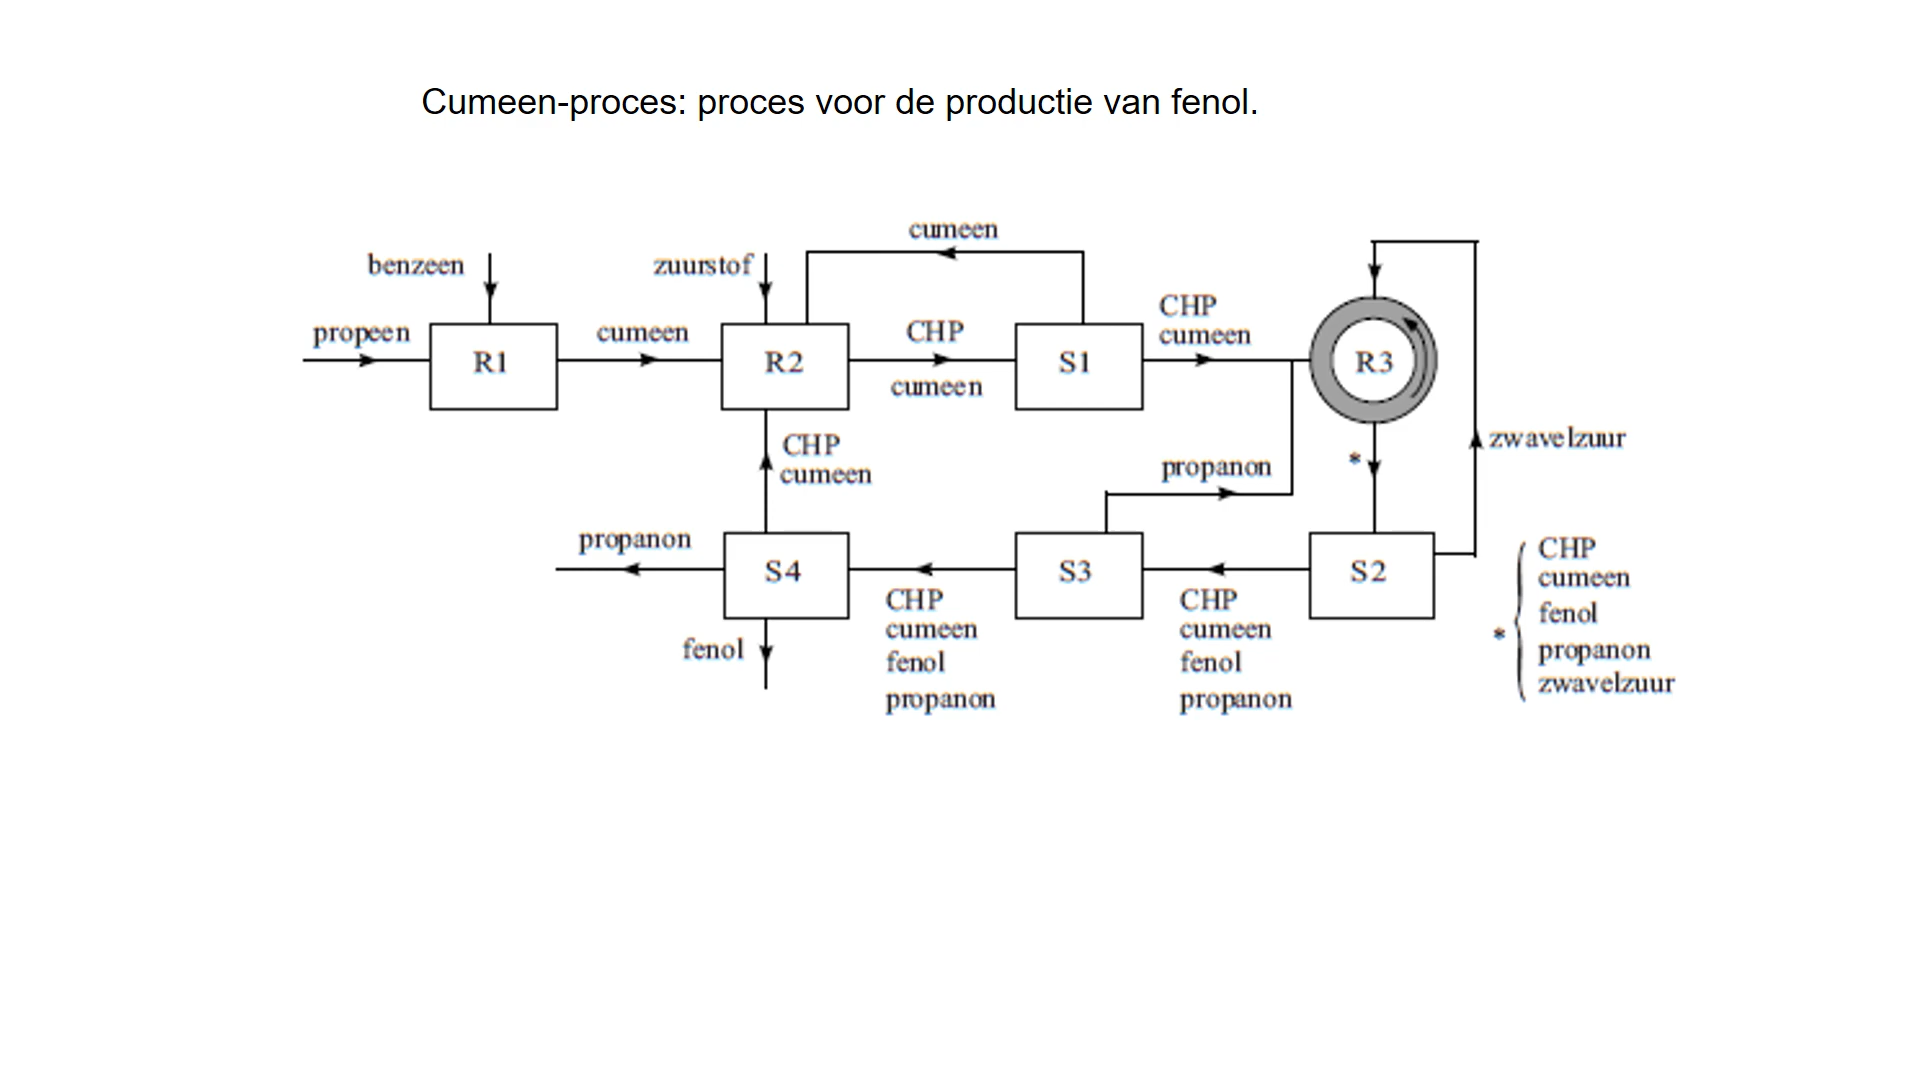 Cumeen-proces: proces voor de productie van fenol.
cumeen
benzeen
zuurstof
propeen
R1
cumeen
R2
CHP
cumeen
S1
CHP
cumeen
R3
zwavelzuur
*
CHP
cumeen
propanon
propanon
S4
S3
S2
fenol
CHP
cumeen
fenol
propanon
CHP
cumeen
fenol
propanon
*
CHP
cumeen
fenol
propanon
zwavelzuur